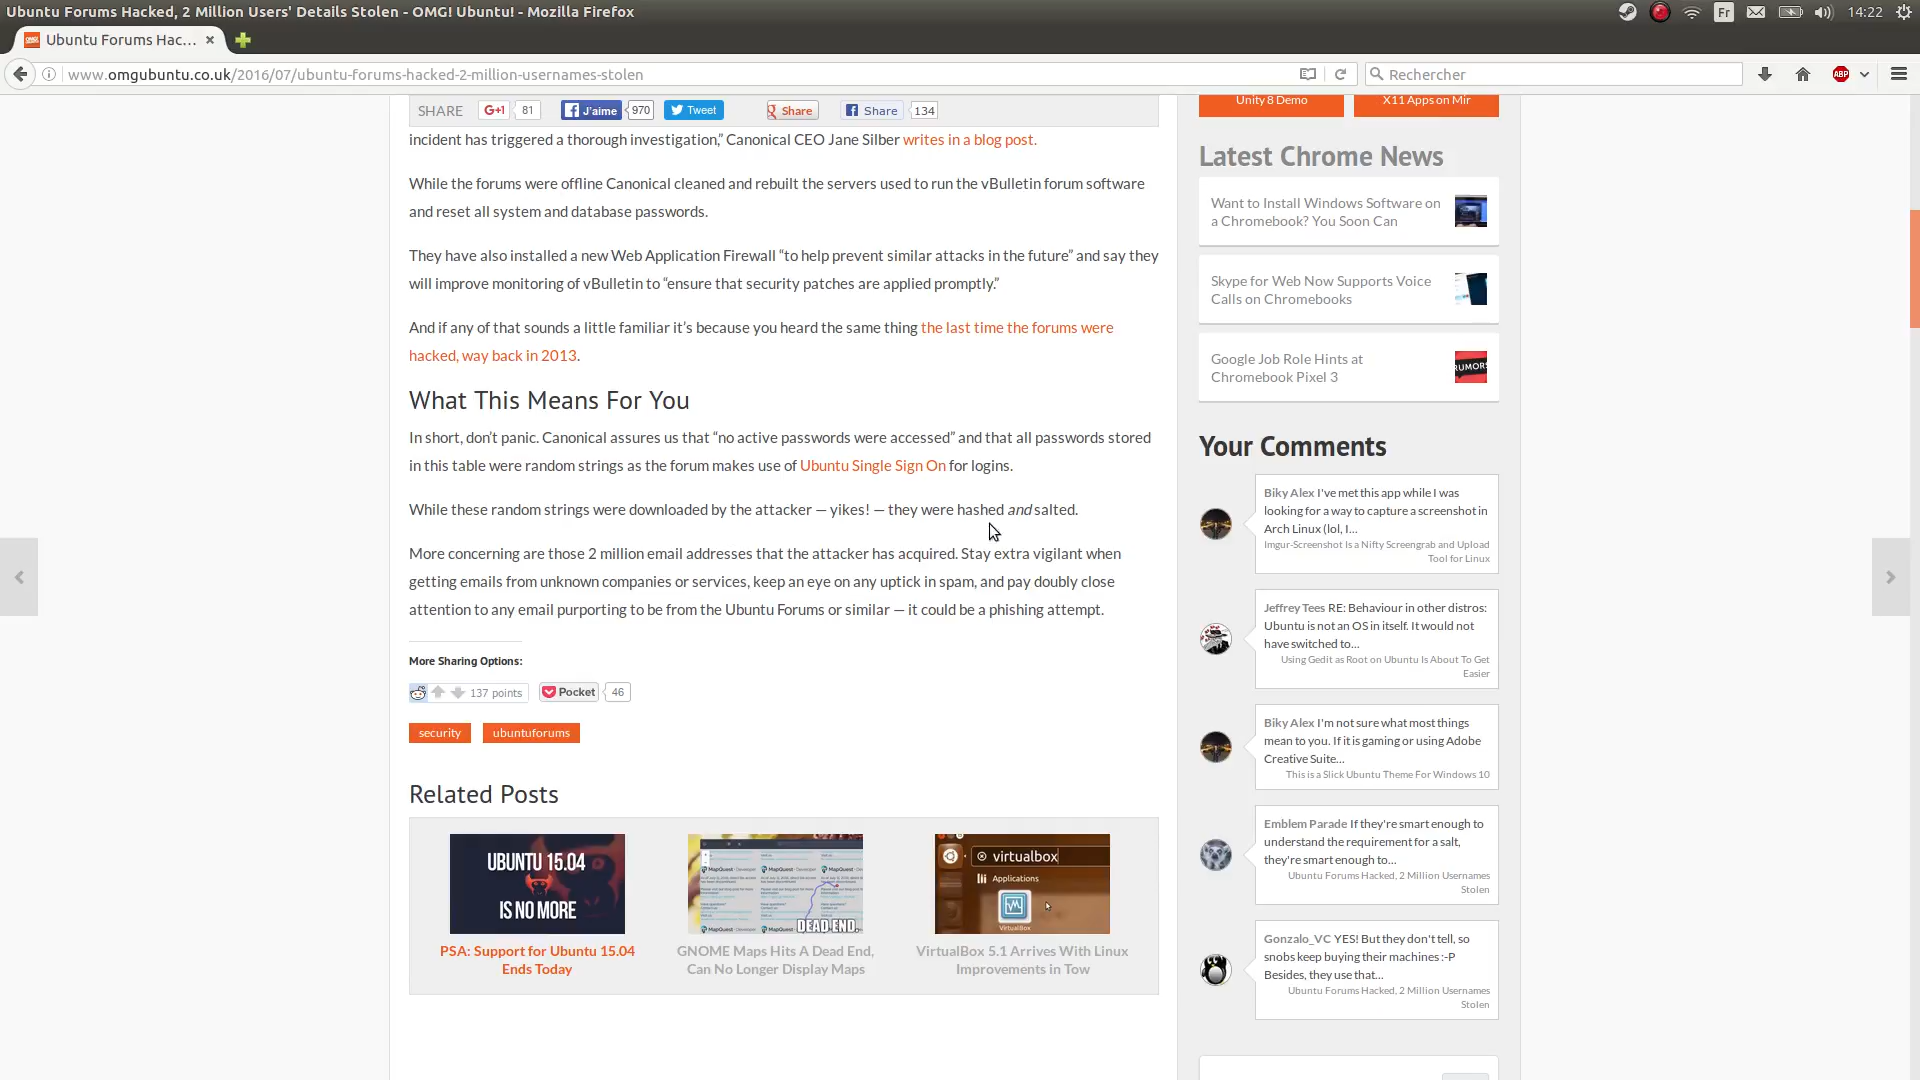 Ubuntu Forums Hacked, 2 Million Users' Details Stolen - OMG! Ubuntu! - Mozilla Firefox
Fr
14:22
Ubuntu Forums Hac...
www.omgubuntu.co.uk/2016/07/ubuntu-forums-hacked-2-million-usernames-stolen
Rechercher
ABP
SHARE
G+1
81
J'aime
970
Tweet
Share
Share
134
incident has triggered a thorough investigation,” Canonical CEO Jane Silber writes in a blog post.
While the forums were offline Canonical cleaned and rebuilt the servers used to run the vBulletin forum software
and reset all system and database passwords.
They have also installed a new Web Application Firewall “to help prevent similar attacks in the future” and say they
will improve monitoring of vBulletin to “ensure that security patches are applied promptly.”
And if any of that sounds a little familiar it’s because you heard the same thing the last time the forums were
hacked, way back in 2013.
What This Means For You
In short, don’t panic. Canonical assures us that “no active passwords were accessed” and that all passwords stored
in this table were random strings as the forum makes use of Ubuntu Single Sign On for logins.
While these random strings were downloaded by the attacker — yikes! — they were hashed and salted.
More concerning are those 2 million email addresses that the attacker has acquired. Stay extra vigilant when
getting emails from unknown companies or services, keep an eye on any uptick in spam, and pay doubly close
attention to any email purporting to be from the Ubuntu Forums or similar — it could be a phishing attempt.
More Sharing Options:
137 points
Pocket
46
security
ubuntuforums
Related Posts
UBUNTU 15.04
IS NO MORE
PSA: Support for Ubuntu 15.04
Ends Today
DEAD END.
GNOME Maps Hits A Dead End,
Can No Longer Display Maps
virtualbox
Applications
VirtualBox
VirtualBox 5.1 Arrives With Linux
Improvements in Tow
Unity 8 Demo
X11 Apps on Mir
Latest Chrome News
Want to Install Windows Software on
a Chromebook? You Soon Can
Skype for Web Now Supports Voice
Calls on Chromebooks
Google Job Role Hints at
Chromebook Pixel 3
RUMORS
Your Comments
Biky Alex I've met this app while I was
looking for a way to capture a screenshot in
Arch Linux (lol, I...
Imgur-Screenshot Is a Nifty Screengrab and Upload
Tool for Linux
Jeffrey Tees RE: Behaviour in other distros:
Ubuntu is not an OS in itself. It would not
have switched to...
Using Gedit as Root on Ubuntu Is About To Get
Easier
Biky Alex I'm not sure what most things
mean to you. If it is gaming or using Adobe
Creative Suite...
This is a Slick Ubuntu Theme For Windows 10
Emblem Parade If they're smart enough to
understand the requirement for a salt,
they're smart enough to...
Ubuntu Forums Hacked, 2 Million Usernames
Stolen
Gonzalo_VC YES! But they don't tell, so
snobs keep buying their machines :-P
Besides, they use that...
Ubuntu Forums Hacked, 2 Million Usernames
Stolen